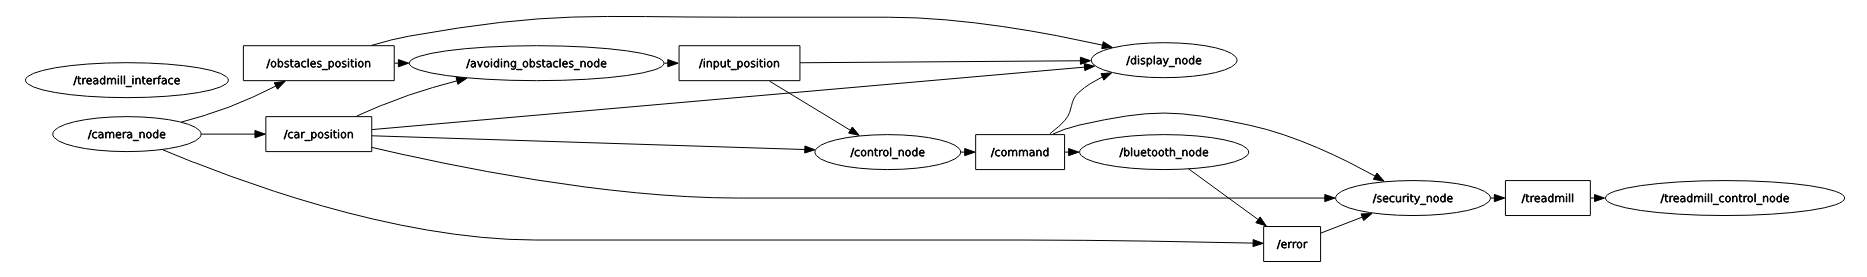 /treadmill_interface
/camera_node
/obstacles_position
/car_position
/avoiding_obstacles_node
/input_position
/control_node
/command
/display_node
/bluetooth_node
/error
/security_node
/treadmill
/treadmill_control_node